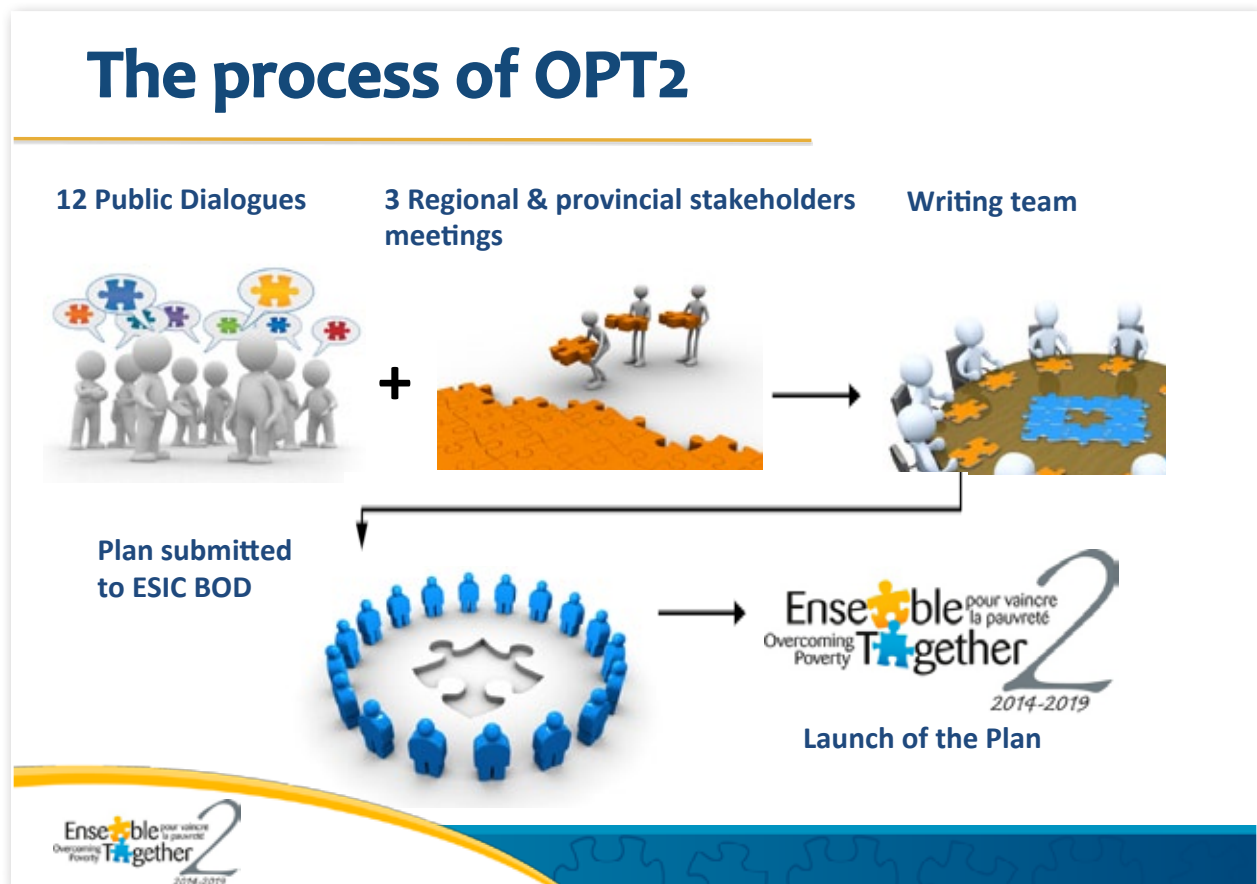 The process of OPT2
12 Public Dialogues
3 Regional & provincial stakeholders
meetings
Writing team
+
Plan submitted
to ESIC BOD
Ensemble pour vaincre
la pauvreté
Overcoming
Poverty Together 2
2014-2019
Launch of the Plan
Ensemble pour vaincre
la pauvreté
Overcoming
Poverty Together 2
2014-2019